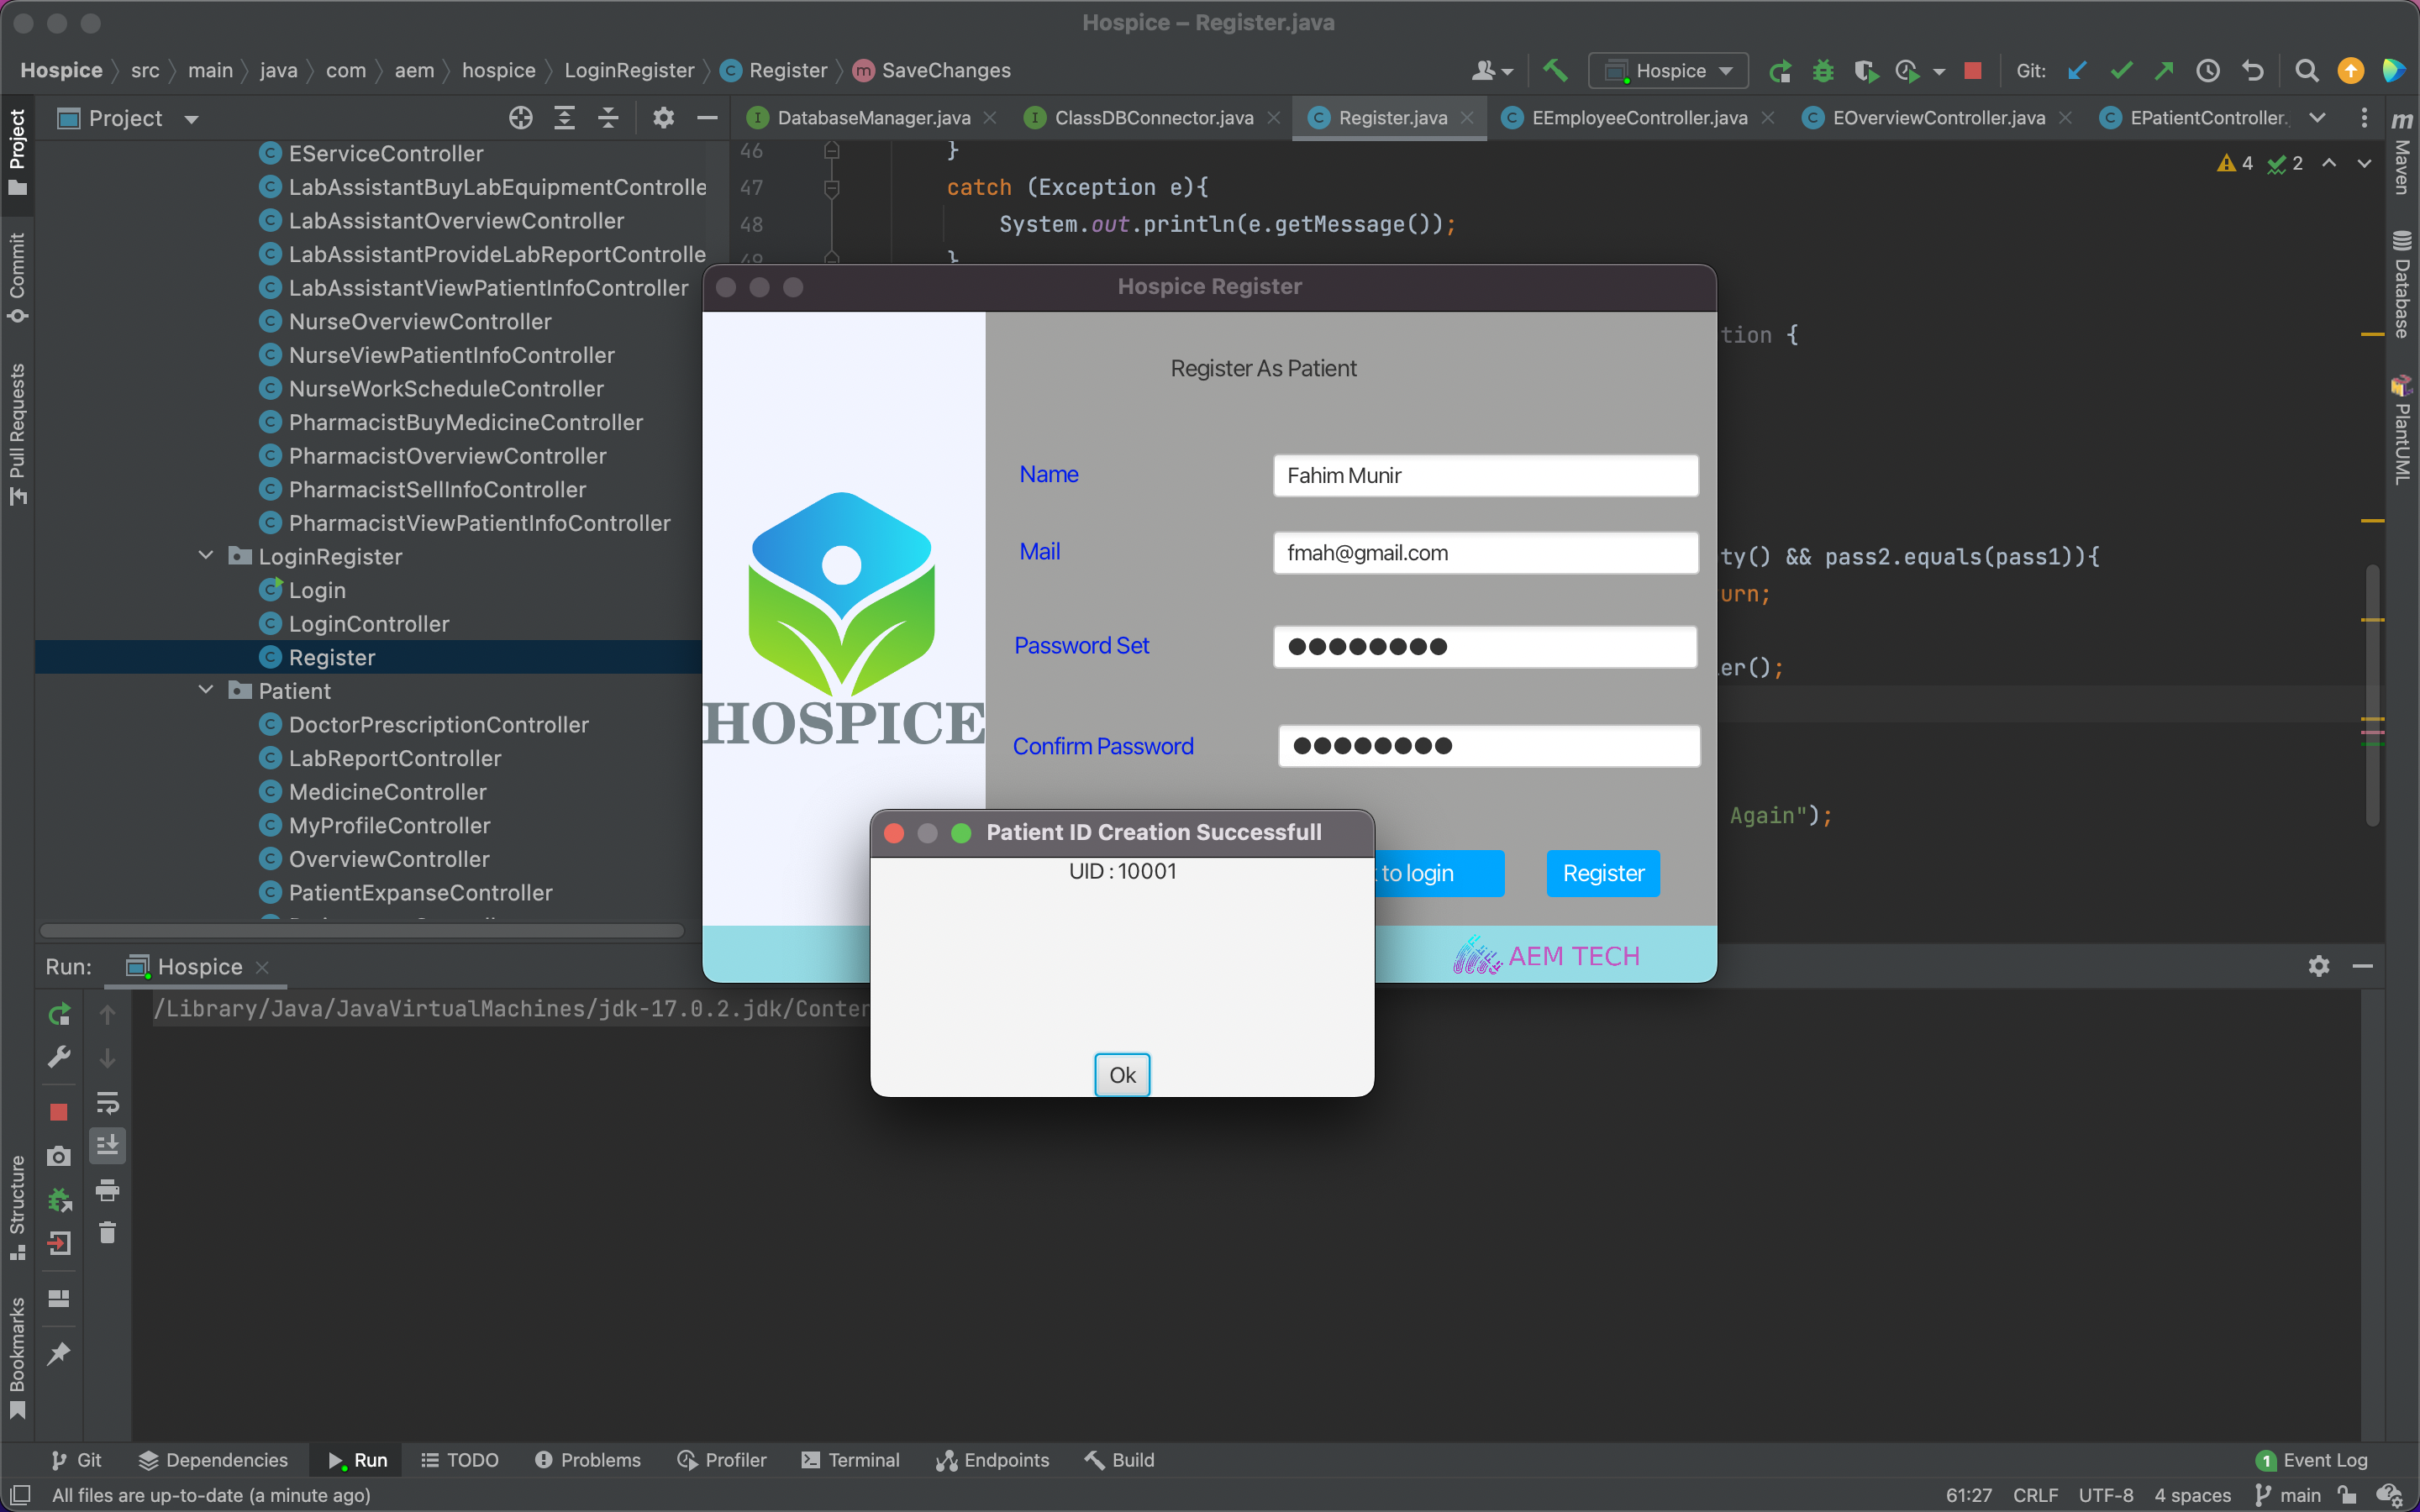 Hospice – Register.java
Hospice src main java com aem hospice LoginRegister Register SaveChanges
Hospice
Git:
Project
DatabaseManager.java
ClassDBConnector.java
Register.java
EEmployeeController.java
EOverviewController.java
EPatientController.
Project
Commit
Pull Requests
EServiceController
LabAssistantBuyLabEquipmentControlle
LabAssistantOverviewController
LabAssistantProvideLabReportControlle
LabAssistantViewPatientInfoController
NurseOverviewController
NurseViewPatientInfoController
NurseWorkScheduleController
PharmacistBuyMedicineController
PharmacistOverviewController
PharmacistSellInfoController
PharmacistViewPatientInfoController
LoginRegister
Login
LoginController
Register
Patient
DoctorPrescriptionController
LabReportController
MedicineController
MyProfileController
OverviewController
PatientExpanseController
46 }
47 catch (Exception e){
48 System.out.println(e.getMessage());
49 }
4 2
tion {
ty() && pass2.equals(pass1)){
urn;
er();
Again");
Maven
Database
PlantUML
Hospice Register
Register As Patient
Name
Fahim Munir
Mail
fmah@gmail.com
Password Set
Confirm Password
HOSPICE
to login
Register
AEM TECH
Patient ID Creation Successfull
UID : 10001
Ok
Run:
Hospice
/Library/Java/JavaVirtualMachines/jdk-17.0.2.jdk/Conter
Structure
Bookmarks
Git
Dependencies
Run
TODO
Problems
Profiler
Terminal
Endpoints
Build
1 Event Log
All files are up-to-date (a minute ago)
61:27 CRLF UTF-8 4 spaces main